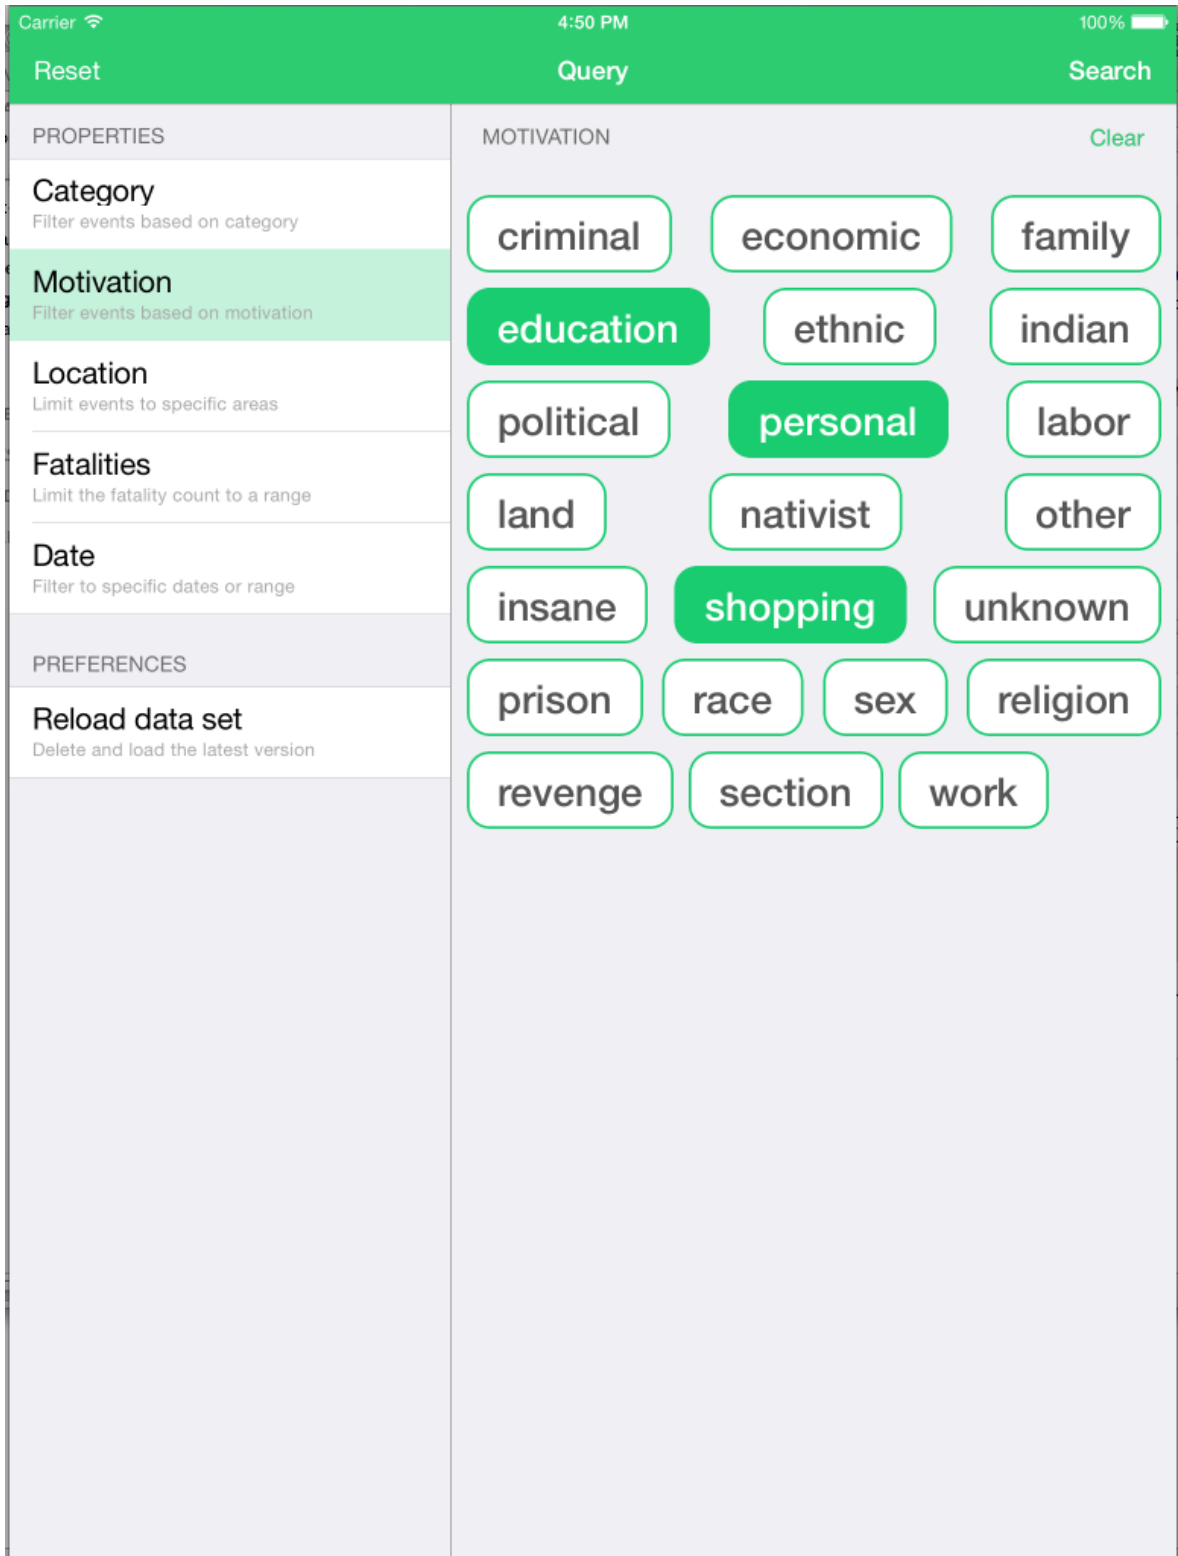 Carrier 4:50 PM 100%
Reset Query Search
PROPERTIES
Category
Filter events based on category
Motivation
Filter events based on motivation
Location
Limit events to specific areas
Fatalities
Limit the fatality count to a range
Date
Filter to specific dates or range
PREFERENCES
Reload data set
Delete and load the latest version
MOTIVATION Clear
criminal economic family
education ethnic indian
political personal labor
land nativist other
insane shopping unknown
prison race sex religion
revenge section work